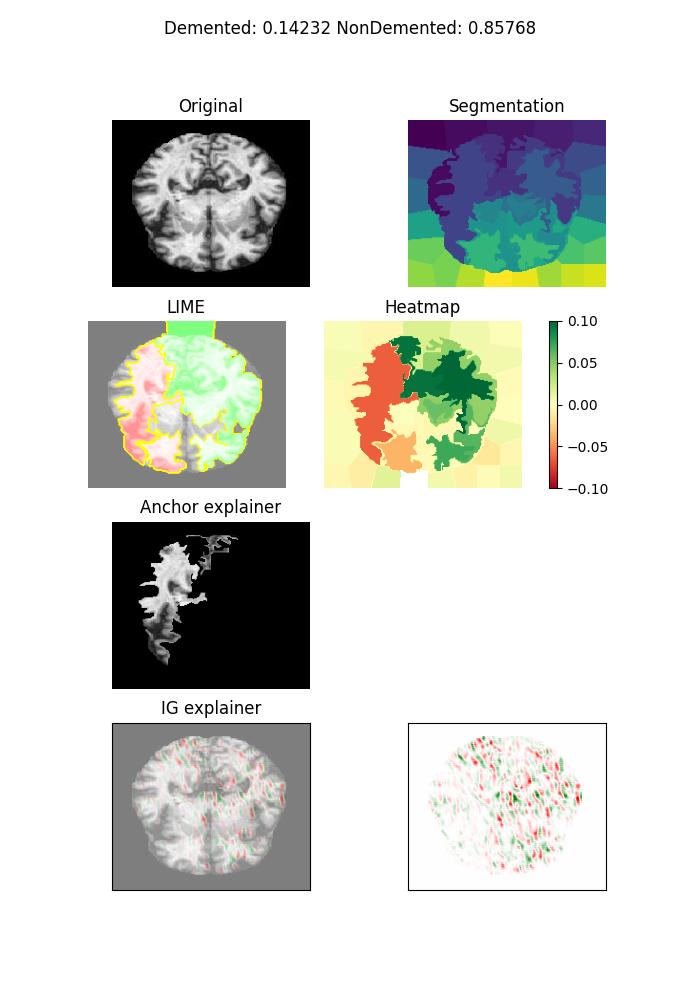 Demented: 0.14232 NonDemented: 0.85768
Original
Segmentation
LIME
Heatmap
0.10
0.05
0.00
−0.05
−0.10
Anchor explainer
IG explainer